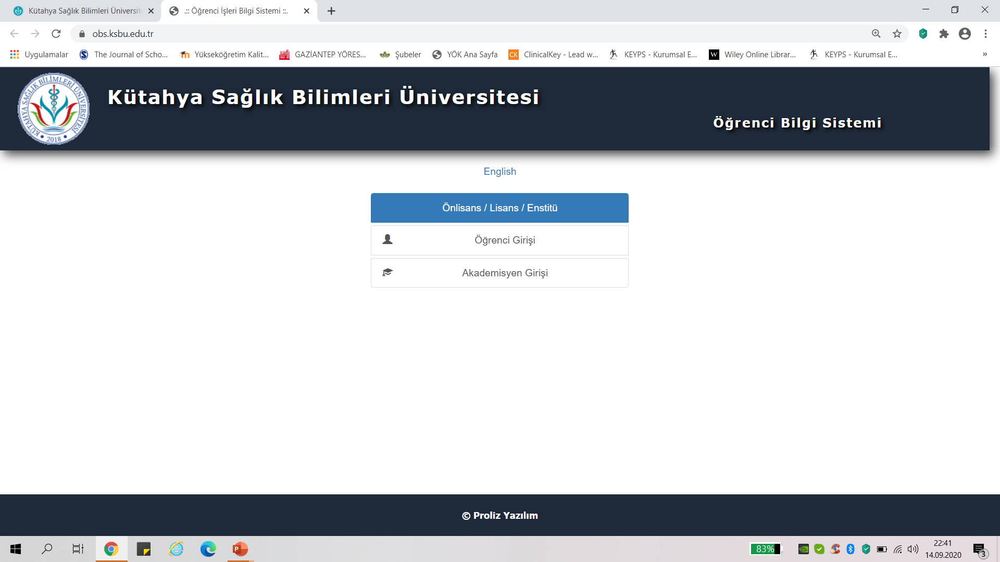 Kütahya Sağlık Bilimleri Üniversite
.:: Öğrenci İşleri Bilgi Sistemi ::.
obs.ksbu.edu.tr
Uygulamalar
The Journal of Scho...
Yükseköğretim Kalit...
GAZİANTEP YÖRES...
Şubeler
YÖK Ana Sayfa
CK
ClinicalKey - Lead w...
KEYPS - Kurumsal E...
W
Wiley Online Librar...
KEYPS - Kurumsal E...
»
KÜTAHYA SAĞLIK BİLİMLERİ ÜNİVERSİTESİ
• 2018 •
Kütahya Sağlık Bilimleri Üniversitesi
Öğrenci Bilgi Sistemi
English
Önlisans / Lisans / Enstitü
Öğrenci Girişi
Akademisyen Girişi
© Proliz Yazılım
83%
22:41
14.09.2020
3